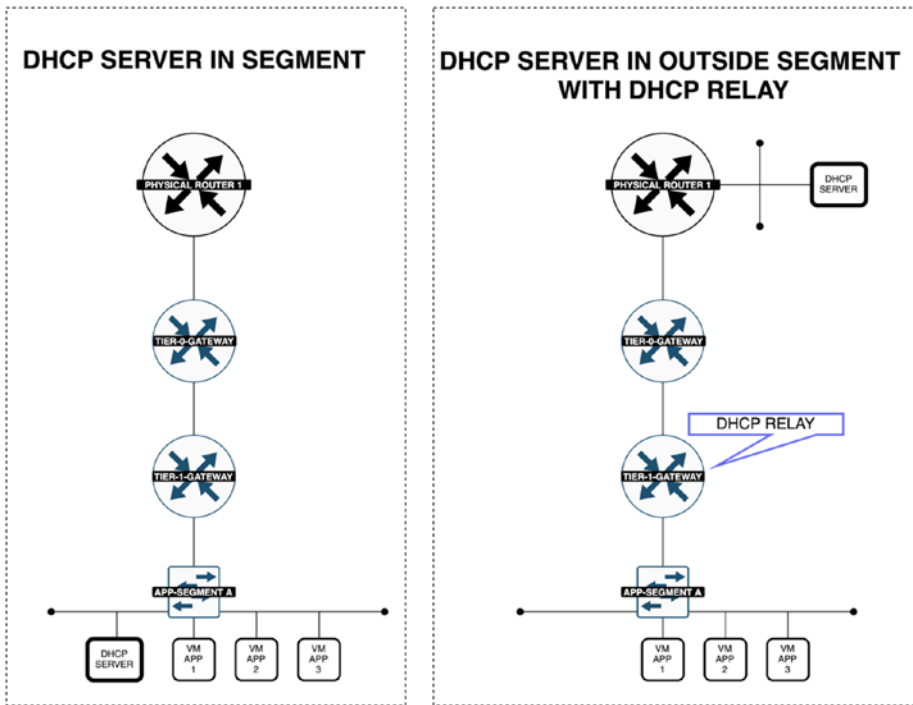 DHCP SERVER IN SEGMENT
PHYSICAL ROUTER 1
TIER-0-GATEWAY
TIER-1-GATEWAY
APP-SEGMENT A
DHCP
SERVER
VM
APP
1
VM
APP
2
VM
APP
3
DHCP SERVER IN OUTSIDE SEGMENT
WITH DHCP RELAY
PHYSICAL ROUTER 1
DHCP
SERVER
TIER-0-GATEWAY
DHCP RELAY
TIER-1-GATEWAY
APP-SEGMENT A
VM
APP
1
VM
APP
2
VM
APP
3